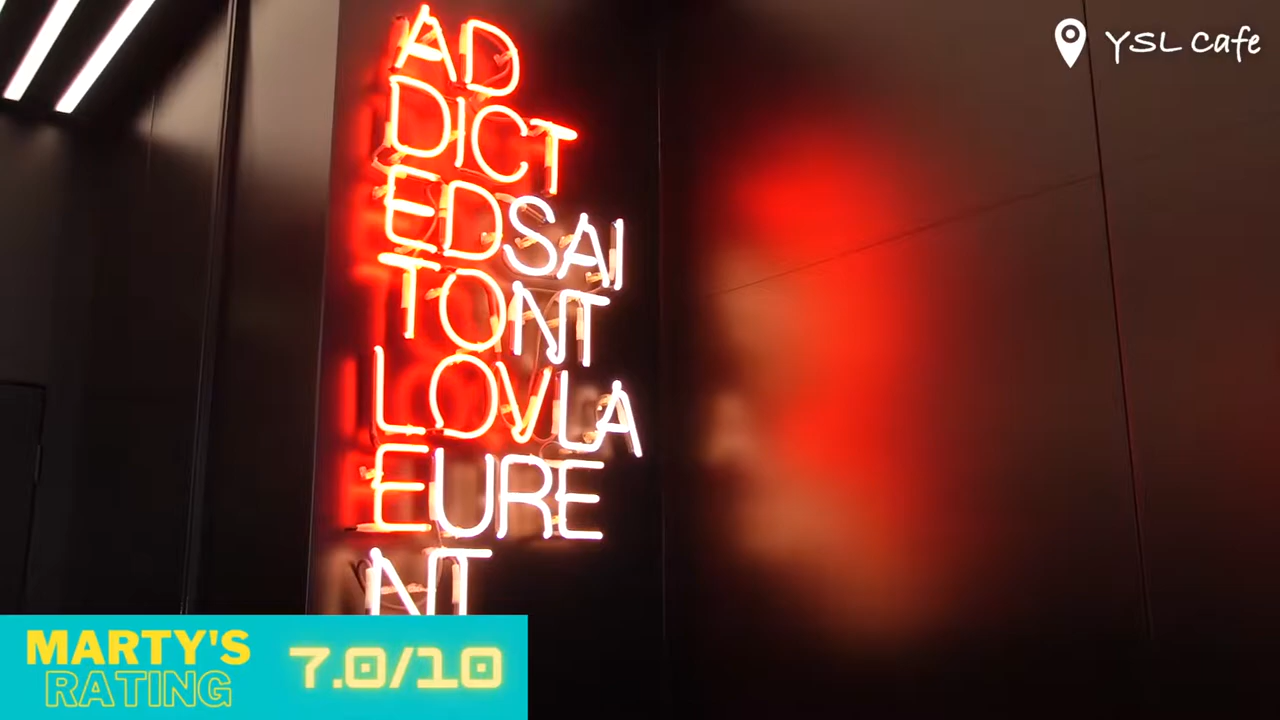 AD
DICT
EDSAI
TONT
LOVLA
EURE
NT
YSL Cafe
MARTY'S
RATING
7.0/10